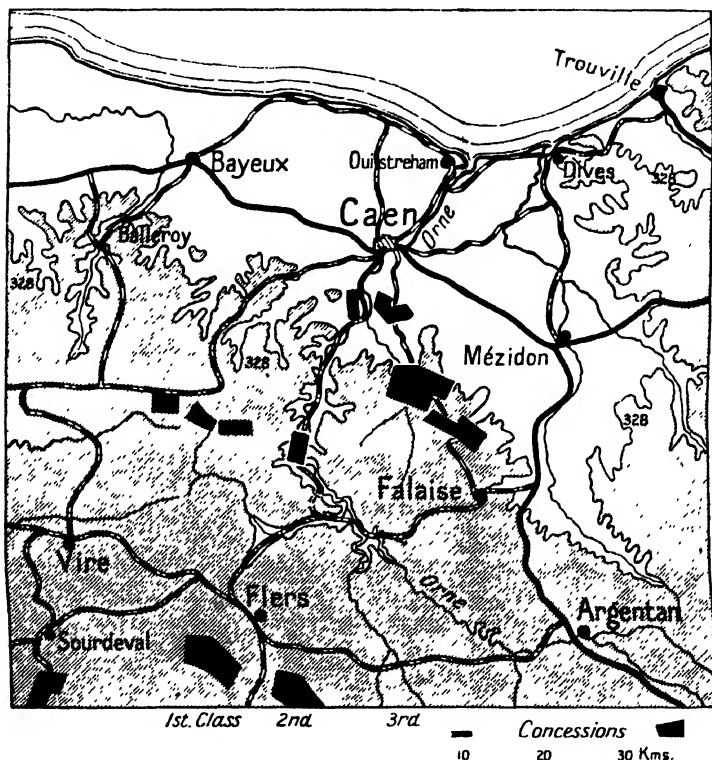 Trouville
Bayeux
Ouistreham
Dives
328
Caen
Orne
Balleroy
328
328
Mézidon
328
Falaise
Vire
Flers
Orne
Argentan
Sourdeval
1st. Class 2nd 3rd Concessions
10 20 30 Kms.